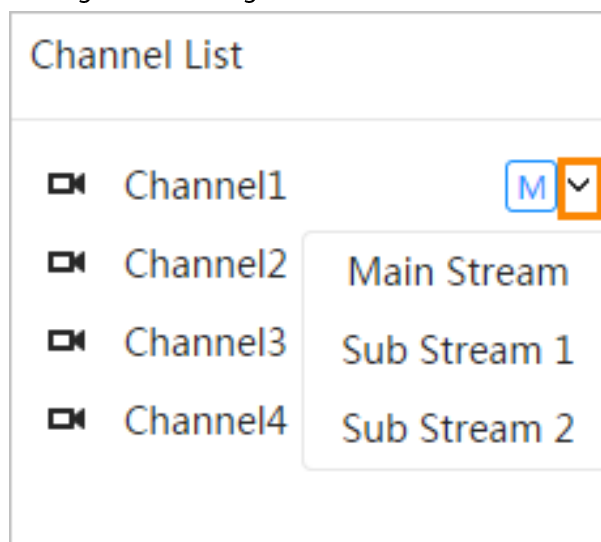 Channel List
Channel1 M
Channel2
Main Stream
Channel3
Sub Stream 1
Channel4
Sub Stream 2